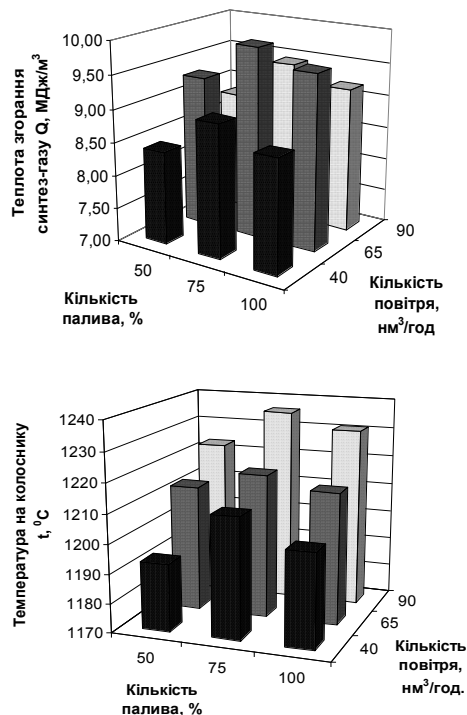 Теплота згорання
синтез-газу Q, МДж/м³
10,00
9,50
9,00
8,50
8,00
7,50
7,00
50
75
100
40
65
90
Кількість
палива, %
Кількість
повітря,
нм³/год
Температура на колоснику
t, ⁰С
1240
1230
1220
1210
1200
1190
1180
1170
50
75
100
40
65
90
Кількість
палива, %
Кількість
повітря,
нм³/год.